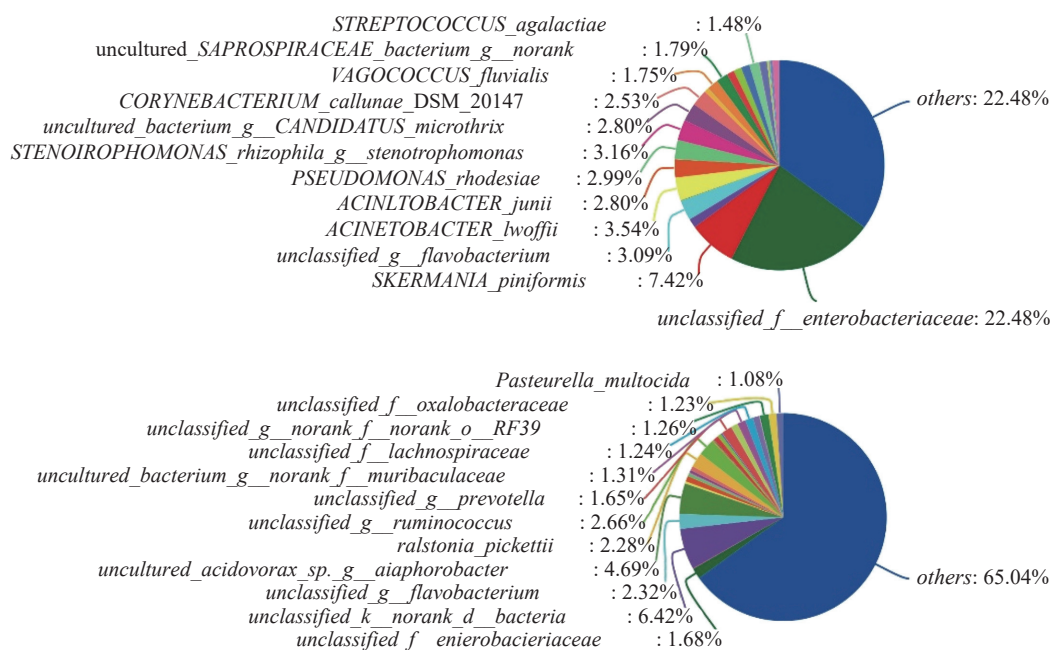 STREPTOCOCCUS_agalactiae : 1.48%
uncultured_SAPROSPIRACEAE_bacterium_g__norank : 1.79%
VAGOCOCCUS_fluvialis : 1.75%
CORYNEBACTERIUM_callunae_DSM_20147 : 2.53%
uncultured_bacterium_g__CANDIDATUS_microthrix : 2.80%
STENOIROPHOMONAS_rhizophila_g__stenotrophomonas : 3.16%
PSEUDOMONAS_rhodesiae : 2.99%
ACINLTOBACTER_junii : 2.80%
ACINETOBACTER_lwoffii : 3.54%
unclassified_g__flavobacterium : 3.09%
SKERMANIA_piniformis : 7.42%
others: 22.48%
unclassified_f__enterobacteriaceae: 22.48%
Pasteurella_multocida : 1.08%
unclassified_f__oxalobacteraceae : 1.23%
unclassified_g__norank_f__norank_o__RF39 : 1.26%
unclassified_f__lachnospiraceae : 1.24%
uncultured_bacterium_g__norank_f__muribaculaceae : 1.31%
unclassified_g__prevotella : 1.65%
unclassified_g__ruminococcus : 2.66%
ralstonia_pickettii : 2.28%
uncultured_acidovorax_sp._g__aiaphorobacter : 4.69%
unclassified_g__flavobacterium : 2.32%
unclassified_k__norank_d__bacteria : 6.42%
unclassified_f__enierobacieriaceae : 1.68%
others: 65.04%